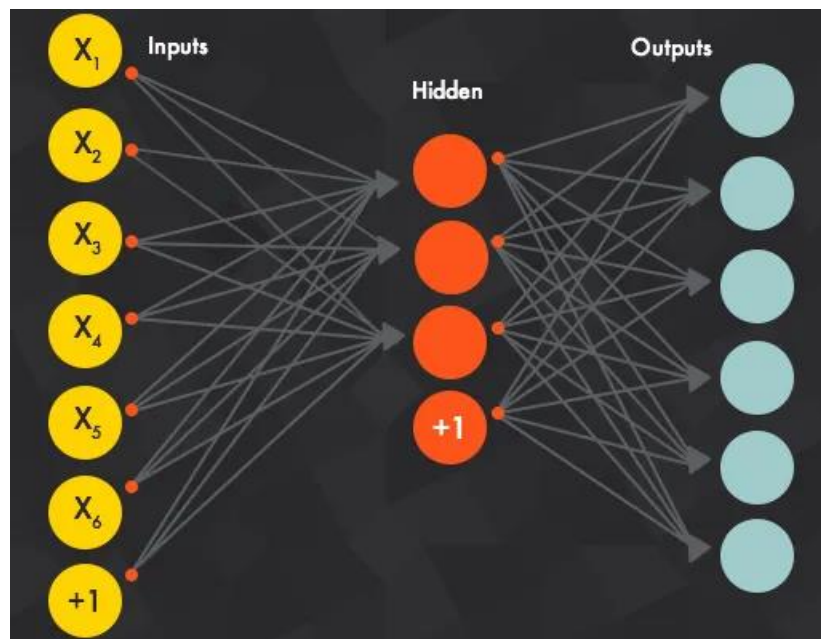 Inputs
Hidden
Outputs
X₁
X₂
X₃
X₄
X₅
X₆
+1
+1